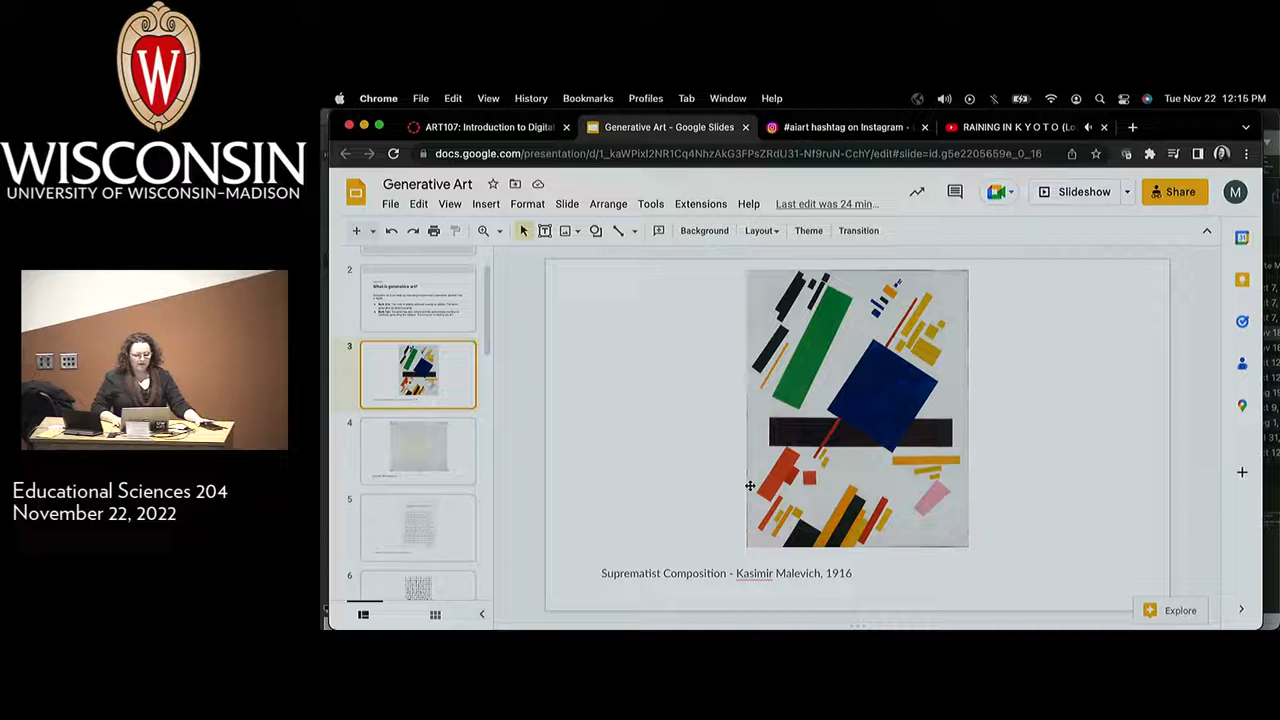 W
WISCONSIN
UNIVERSITY OF WISCONSIN–MADISON
Educational Sciences 204
November 22, 2022
Chrome File Edit View History Bookmarks Profiles Tab Window Help Tue Nov 22 12:15 PM
ART107: Introduction to Digital Generative Art - Google Slides #aiart hashtag on Instagram - RAINING IN K Y O T O (Lo
docs.google.com/presentation/d/1_kaWPixI2NR1Cq4NhzAkG3FPsZRdU31-Nf9ruN-CchY/edit#slide=id.g5e2205659e_0_16
Generative Art
File Edit View Insert Format Slide Arrange Tools Extensions Help Last edit was 24 min...
Slideshow Share M
Background Layout Theme Transition
2
What is generative art?
3
4
5
6
Suprematist Composition - Kasimir Malevich, 1916
Explore